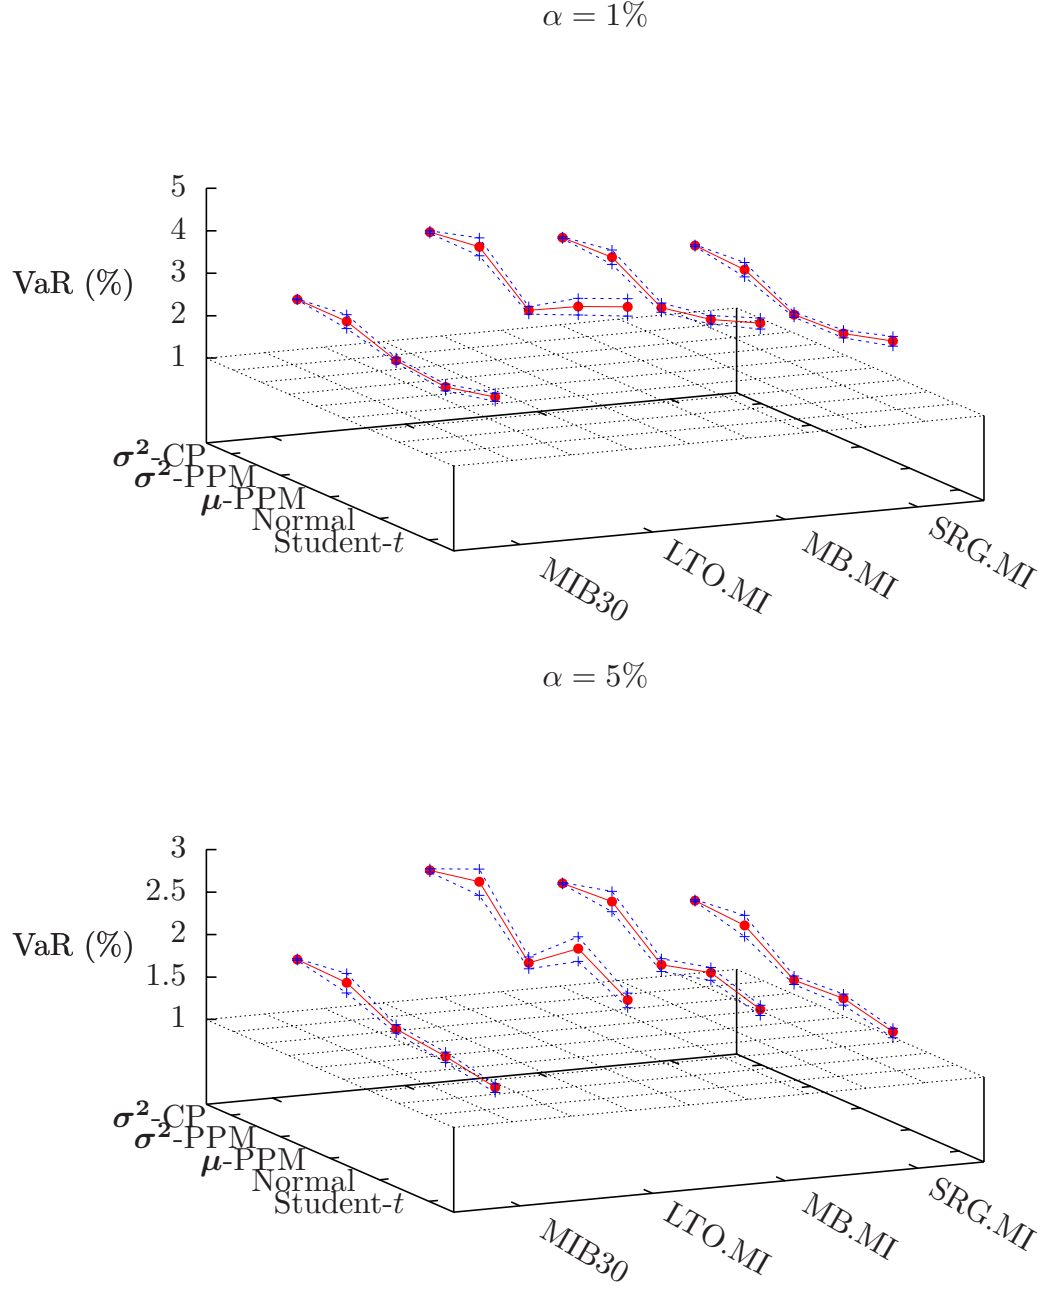 α = 1%
5
4
3
VaR (%)
2
1
σ²-CP
σ²-PPM
μ-PPM
Normal
Student-t
MIB30
LTO.MI
MB.MI
SRG.MI
α = 5%
3
2.5
2
VaR (%)
1.5
1
σ²-CP
σ²-PPM
μ-PPM
Normal
Student-t
MIB30
LTO.MI
MB.MI
SRG.MI